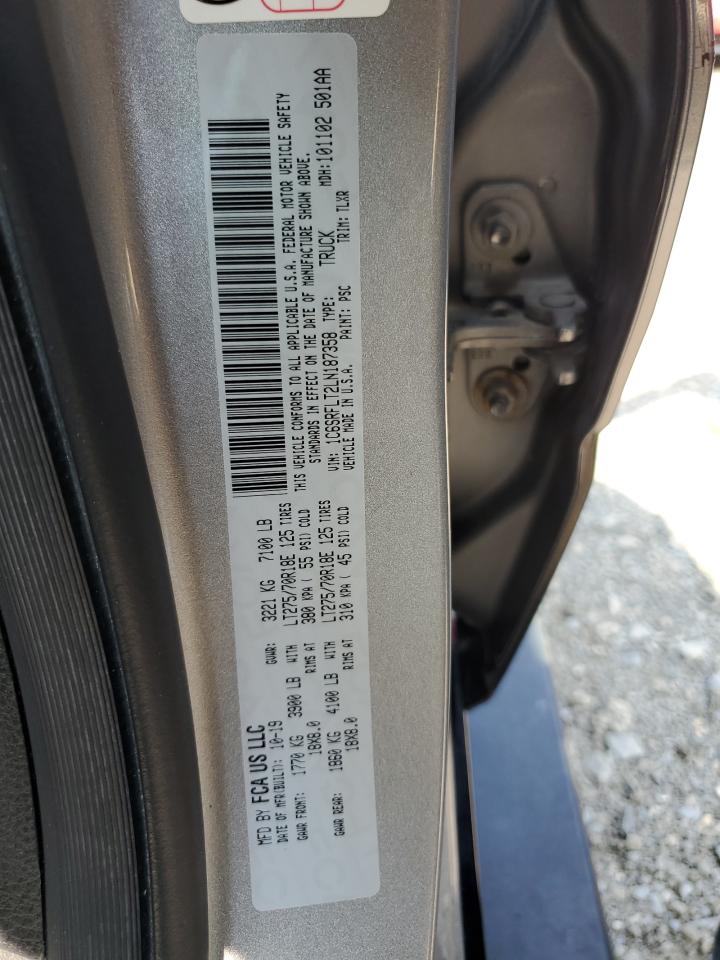 MFD BY FCA US LLC
DATE OF MFR(BUILT): 10-19 GVWR: 3221 KG 7100 LB
GAWR FRONT: 1770 KG 3900 LB WITH LT275/70R18E 125 TIRES
18X8.0 RIMS AT 380 KPA ( 55 PSI) COLD
GAWR REAR: 1860 KG 4100 LB WITH LT275/70R18E 125 TIRES
18X8.0 RIMS AT 310 KPA ( 45 PSI) COLD
THIS VEHICLE CONFORMS TO ALL APPLICABLE U.S.A. FEDERAL MOTOR VEHICLE SAFETY
STANDARDS IN EFFECT ON THE DATE OF MANUFACTURE SHOWN ABOVE.
VIN: 1C6SRFLT2LN187358 TYPE: TRUCK MDH:101102 501AA
VEHICLE MADE IN U.S.A. PAINT: PSC TRIM: TLXR